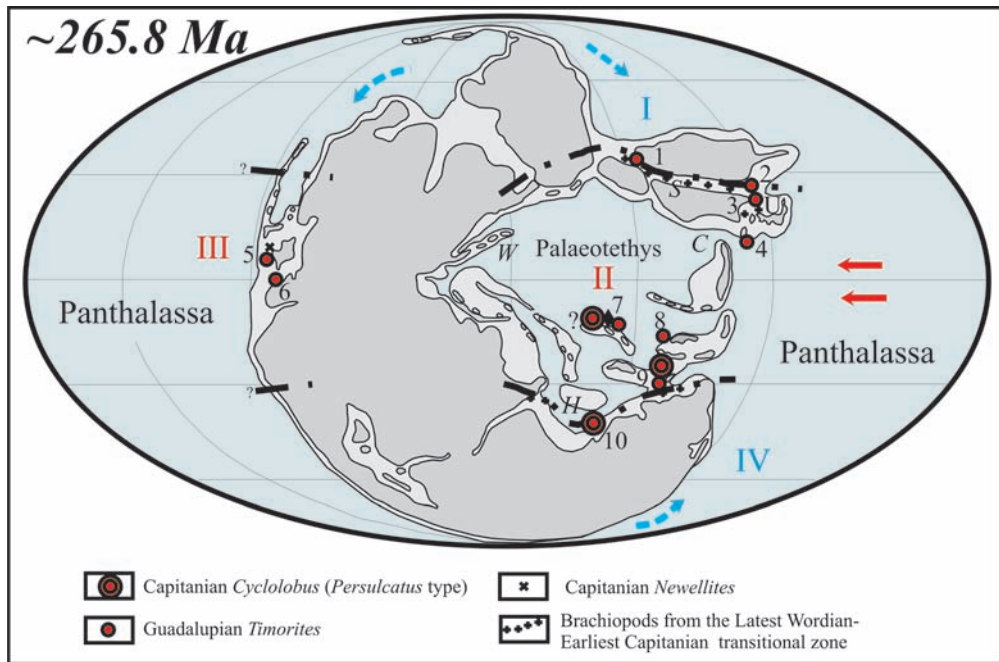 ~265.8 Ma
I
1
?
S
2
3
III
5
W
Palaeotethys
C
4
6
II
Panthalassa
?
7
8
Panthalassa
?
9
H
10
IV
Capitanian Cyclolobus (Persulcatus type)
Capitanian Newellites
Guadalupian Timorites
Brachiopods from the Latest Wordian-
Earliest Capitanian transitional zone